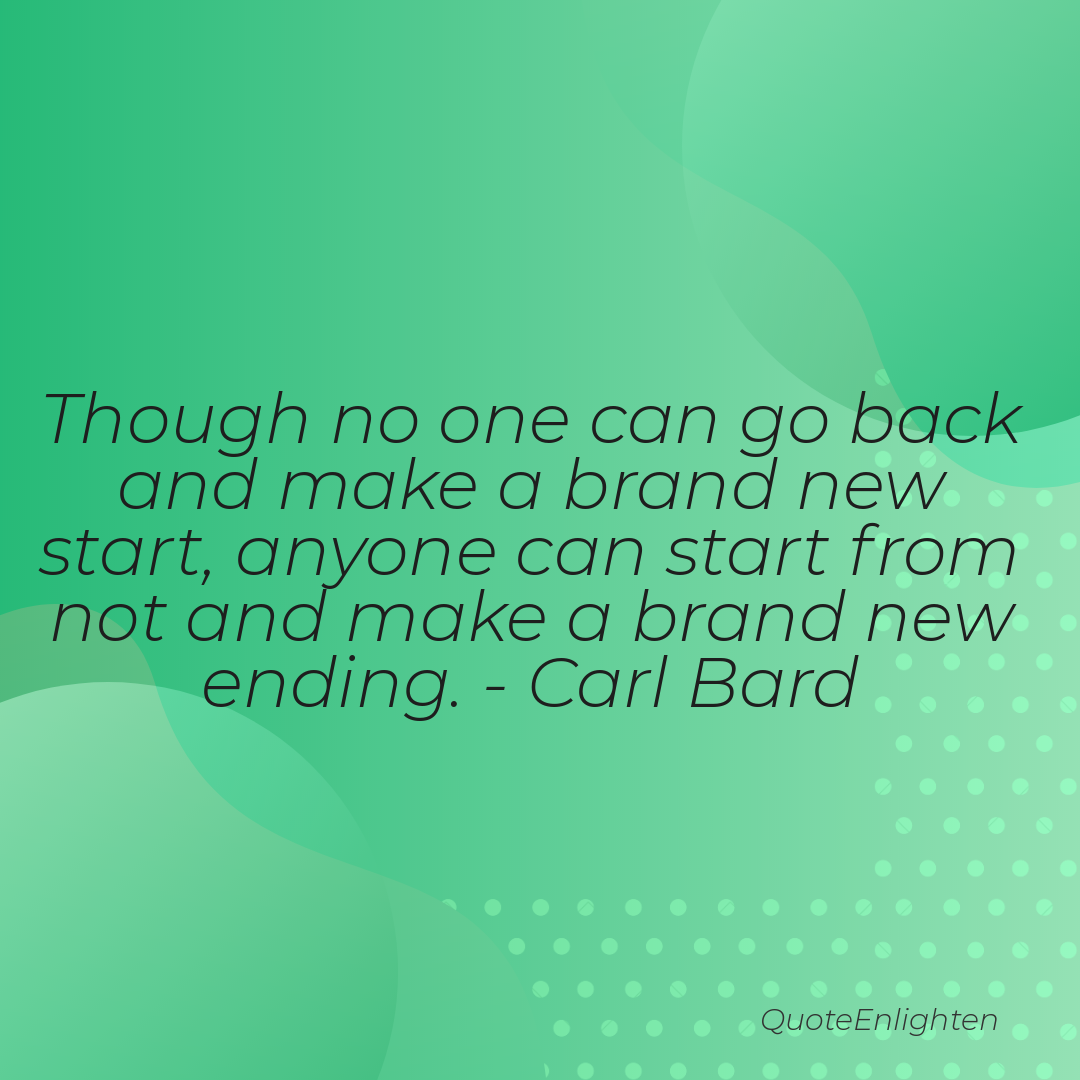 Though no one can go back
and make a brand new
start, anyone can start from
not and make a brand new
ending. - Carl Bard
QuoteEnlighten